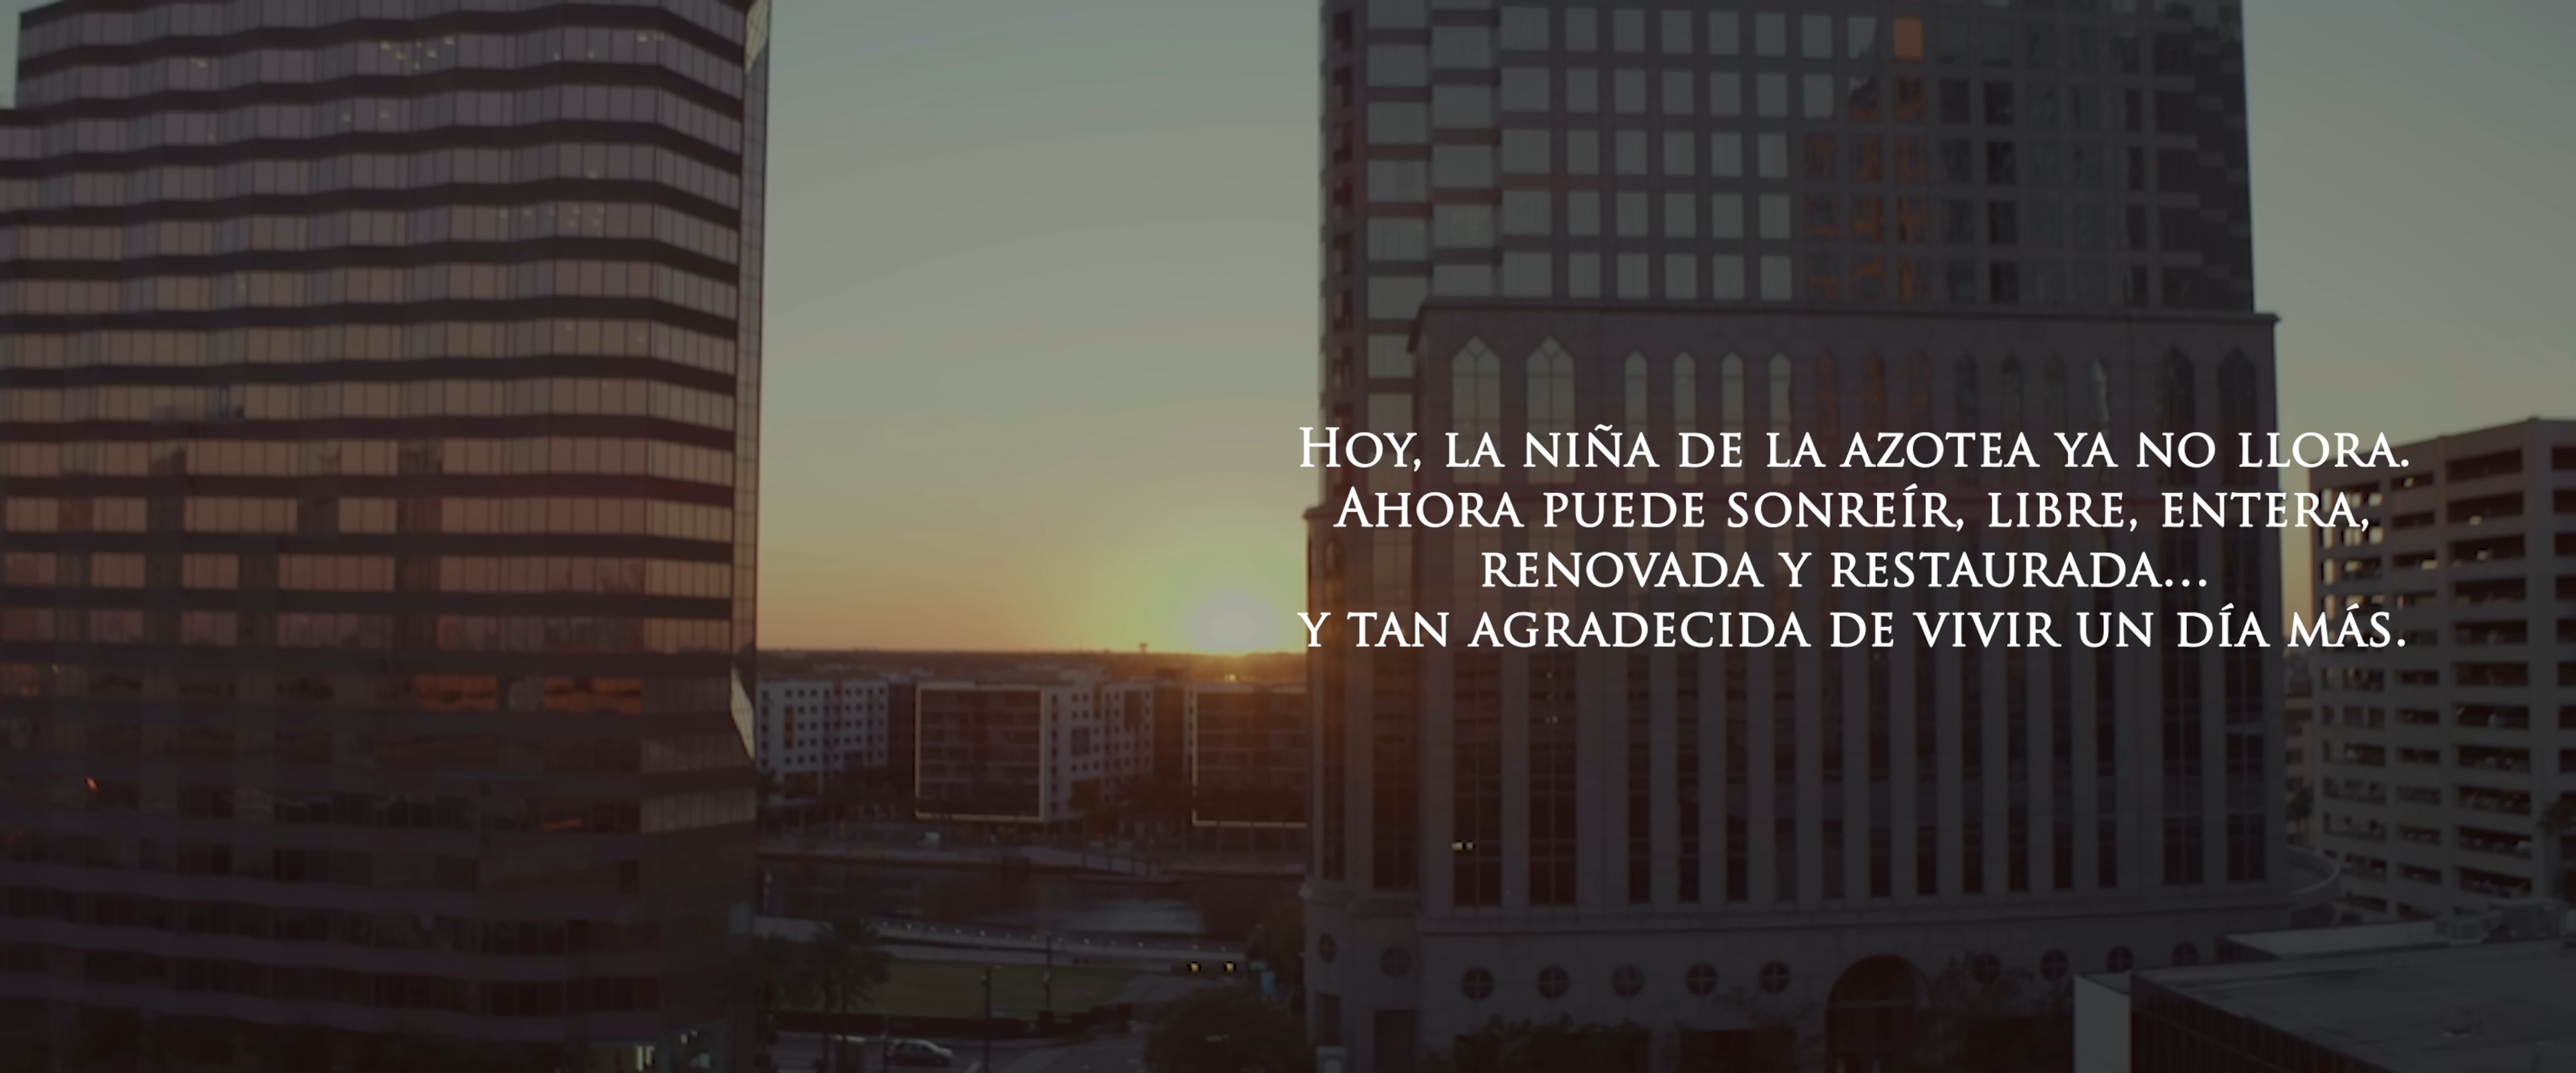 Hoy, la niña de la azotea ya no llora.
Ahora puede sonreír, libre, entera,
renovada y restaurada...
Y tan agradecida de vivir un día más.